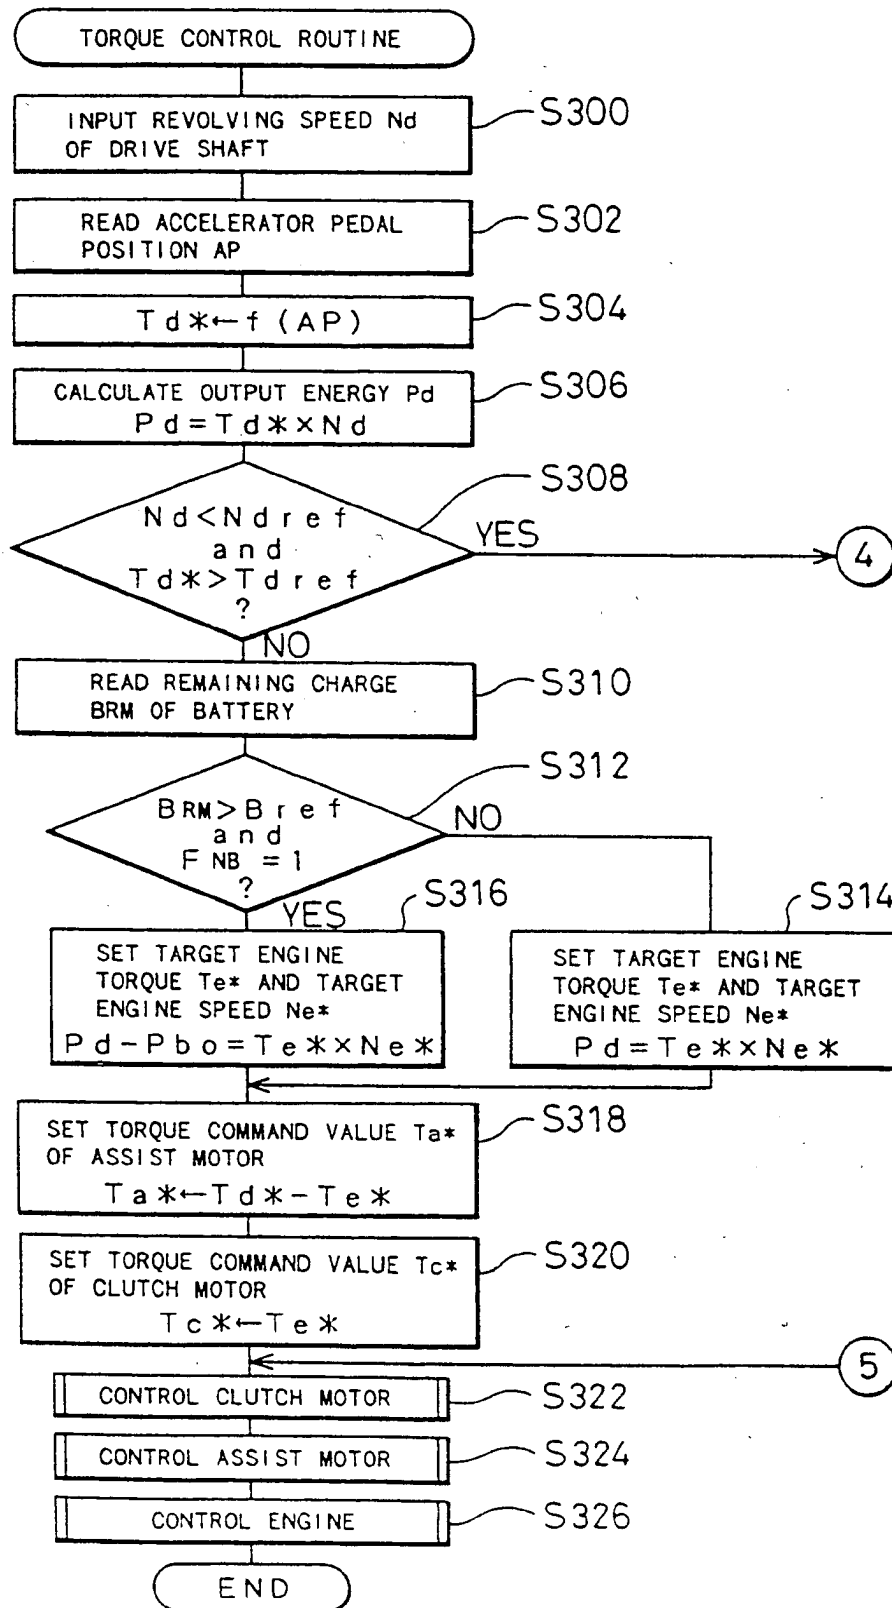 TORQUE CONTROL ROUTINE
INPUT REVOLVING SPEED Nd
OF DRIVE SHAFT
S300
READ ACCELERATOR PEDAL
POSITION AP
S302
Td*←f (AP)
S304
CALCULATE OUTPUT ENERGY Pd
Pd=Td*×Nd
S306
Nd<Ndref
and
Td*>Tdref
?
S308
YES
4
NO
READ REMAINING CHARGE
BRM OF BATTERY
S310
BRM>Bref
and
FNB =1
?
S312
NO
YES
S316
SET TARGET ENGINE
TORQUE Te* AND TARGET
ENGINE SPEED Ne*
Pd-Pbo=Te*×Ne*
S314
SET TARGET ENGINE
TORQUE Te* AND TARGET
ENGINE SPEED Ne*
Pd=Te*×Ne*
SET TORQUE COMMAND VALUE Ta*
OF ASSIST MOTOR
Ta*←Td*-Te*
S318
SET TORQUE COMMAND VALUE Tc*
OF CLUTCH MOTOR
Tc*←Te*
S320
5
CONTROL CLUTCH MOTOR
S322
CONTROL ASSIST MOTOR
S324
CONTROL ENGINE
S326
END